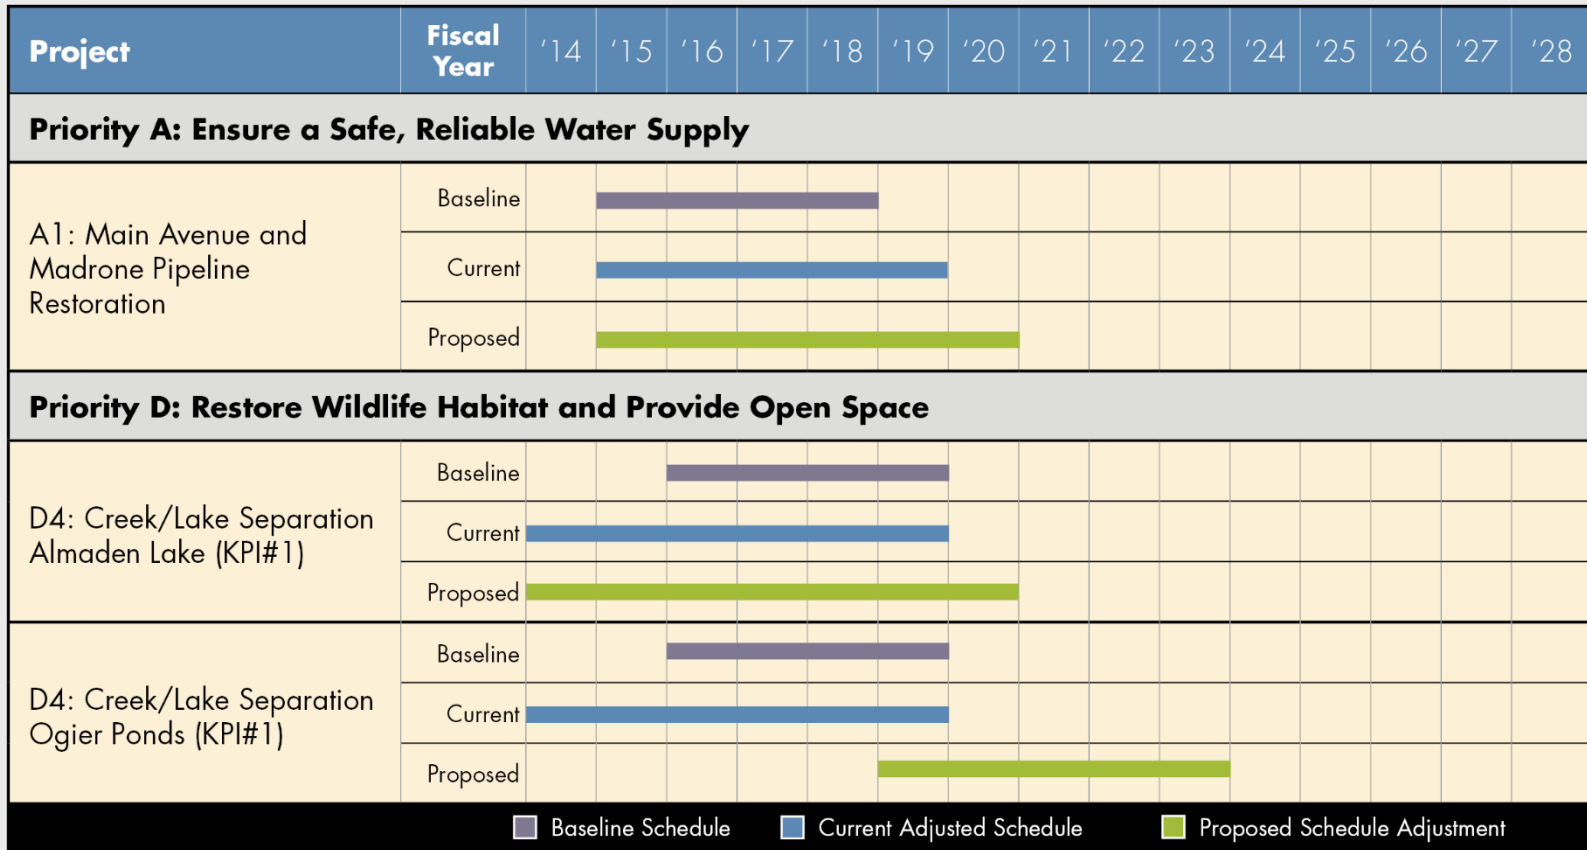 Project
Fiscal
Year
‘14 ‘15 ‘16 ‘17 ‘18 ‘19 ‘20 ‘21 ‘22 ‘23 ‘24 ‘25 ‘26 ‘27 ‘28
Priority A: Ensure a Safe, Reliable Water Supply
A1: Main Avenue and
Madrone Pipeline
Restoration
Baseline
Current
Proposed
Priority D: Restore Wildlife Habitat and Provide Open Space
D4: Creek/Lake Separation
Almaden Lake (KPI#1)
Baseline
Current
Proposed
D4: Creek/Lake Separation
Ogier Ponds (KPI#1)
Baseline
Current
Proposed
Baseline Schedule
Current Adjusted Schedule
Proposed Schedule Adjustment